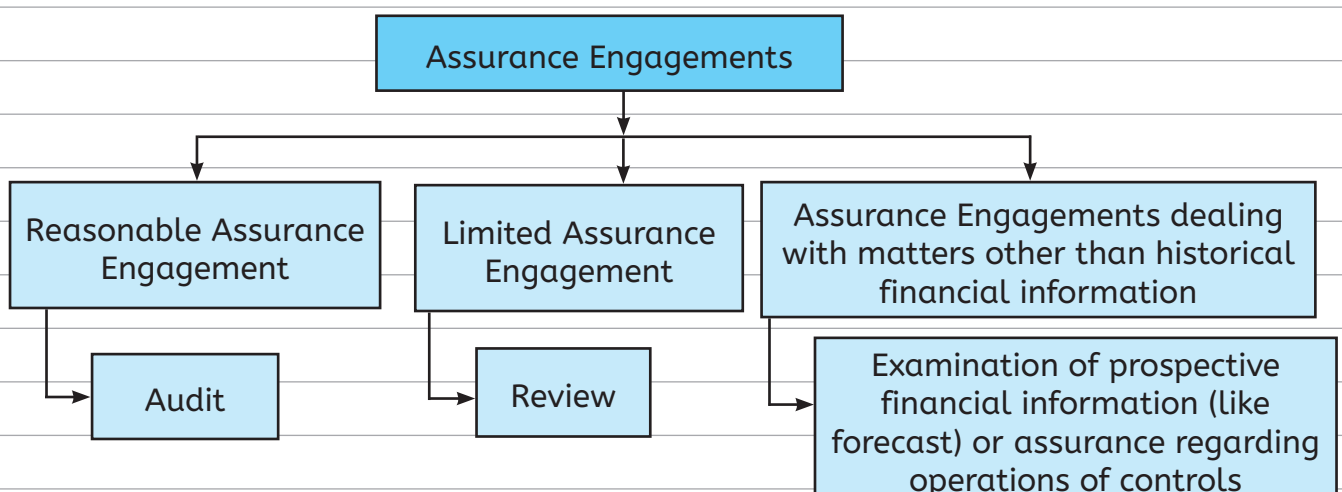 Assurance Engagements
Reasonable Assurance
Engagement
Limited Assurance
Engagement
Assurance Engagements dealing
with matters other than historical
financial information
Audit
Review
Examination of prospective
financial information (like
forecast) or assurance regarding
operations of controls